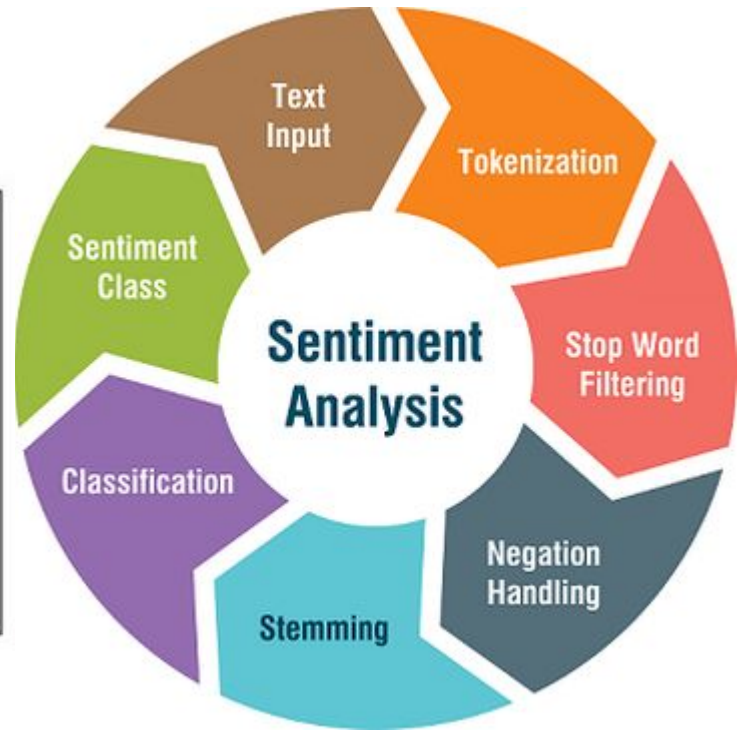 Text
Input
Tokenization
Stop Word
Filtering
Negation
Handling
Stemming
Classification
Sentiment
Class
Sentiment
Analysis